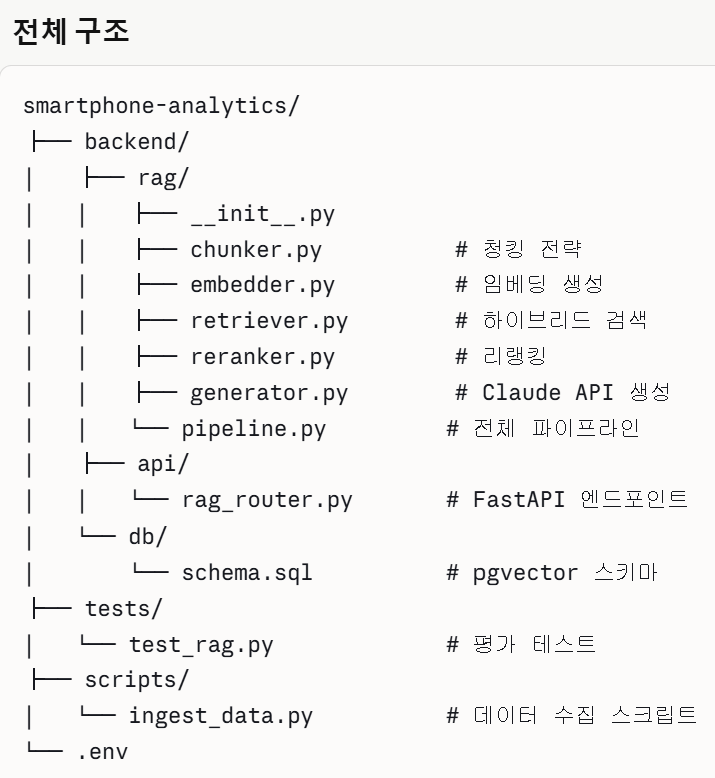 전체 구조
smartphone-analytics/
├── backend/
│   ├── rag/
│   │   ├── __init__.py
│   │   ├── chunker.py          # 청킹 전략
│   │   ├── embedder.py         # 임베딩 생성
│   │   ├── retriever.py        # 하이브리드 검색
│   │   ├── reranker.py         # 리랭킹
│   │   ├── generator.py        # Claude API 생성
│   │   └── pipeline.py         # 전체 파이프라인
│   ├── api/
│   │   └── rag_router.py       # FastAPI 엔드포인트
│   └── db/
│       └── schema.sql          # pgvector 스키마
├── tests/
│   └── test_rag.py             # 평가 테스트
├── scripts/
│   └── ingest_data.py          # 데이터 수집 스크립트
└── .env